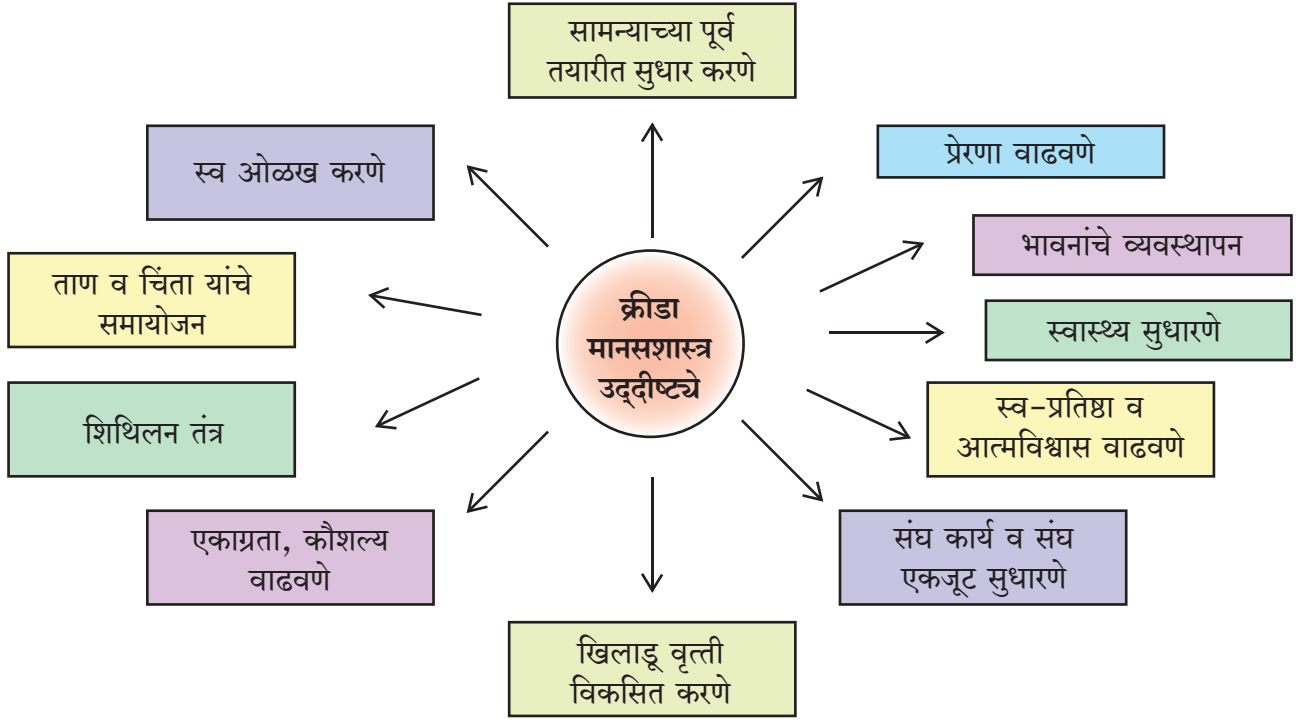 सामन्याच्या पूर्व
तयारीत सुधार करणे
प्रेरणा वाढवणे
स्व ओळख करणे
भावनांचे व्यवस्थापन
ताण व चिंता यांचे
समायोजन
क्रीडा
मानसशास्त्र
उद्‌दीष्ट्ये
स्वास्थ्य सुधारणे
शिथिलन तंत्र
स्व-प्रतिष्ठा व
आत्मविश्वास वाढवणे
एकाग्रता, कौशल्य
वाढवणे
संघ कार्य व संघ
एकजूट सुधारणे
खिलाडू वृत्ती
विकसित करणे